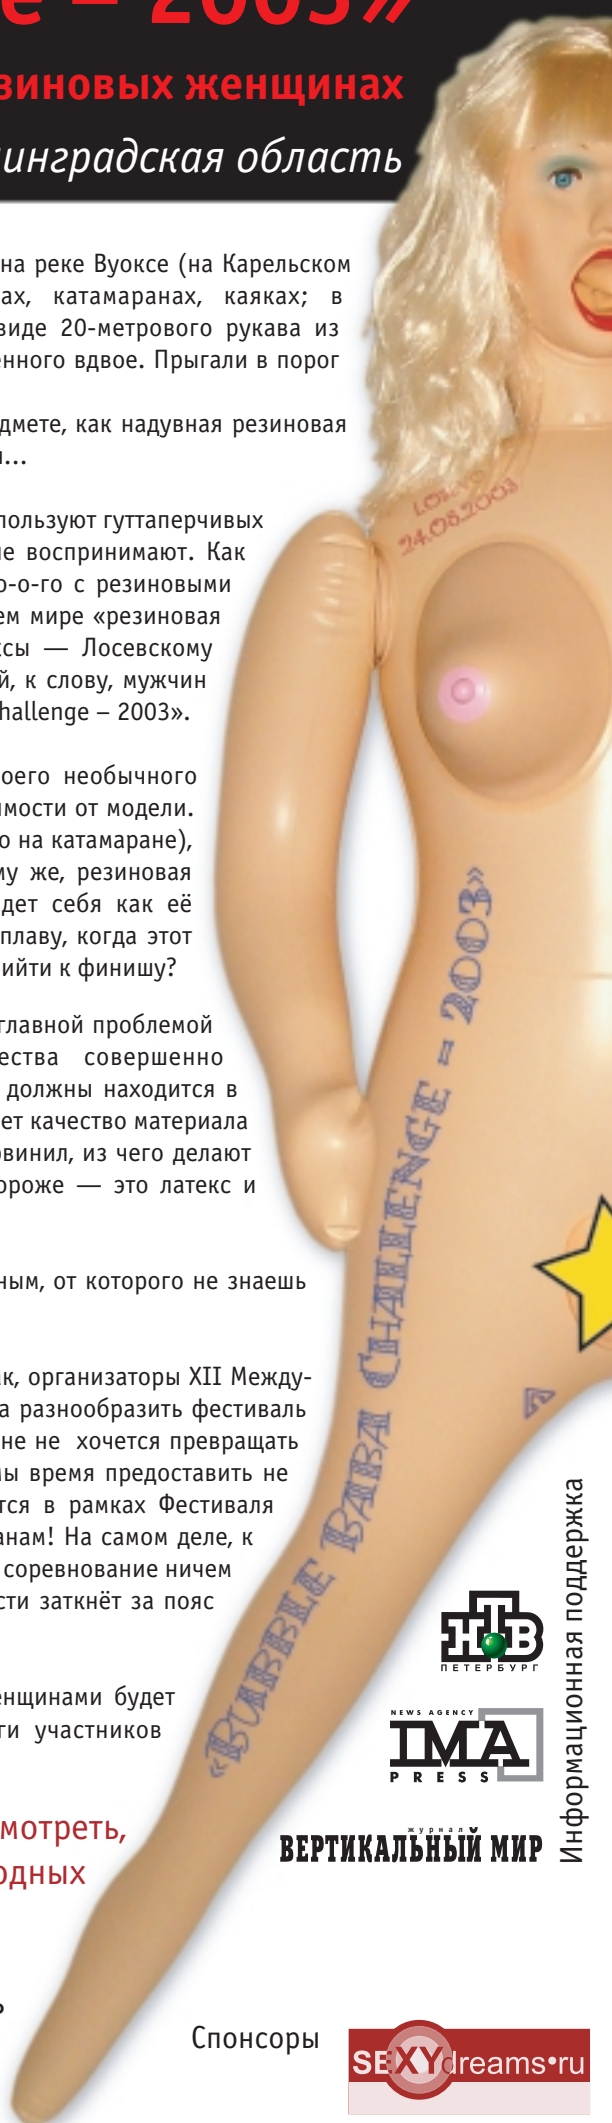 е – 2003»
зиновых женщинах
инградская область
на реке Вуоксе (на Карельском
ах, катамаранах, каяках; в
виде 20-метрового рукава из
енного вдвое. Прыгали в порог
дмете, как надувная резиновая
...
пользуют гуттаперчивых
не воспринимают. Как
о-о-го с резиновыми
ем мире «резиновая
ксы — Лосевскому
й, к слову, мужчин
hallenge – 2003».
оего необычного
имости от модели.
о на катамаране),
му же, резиновая
дет себя как её
плаву, когда этот
ийти к финишу?
главной проблемой
ества совершенно
должны находится в
ет качество материала
овинил, из чего делают
ороже — это латекс и
ным, от которого не знаешь
ак, организаторы XII Между-
а разнообразить фестиваль
не не хочется превращать
мы время предоставить не
тся в рамках Фестиваля
анам! На самом деле, к
соревнование ничем
сти заткнёт за пояс
енщинами будет
ги участников
мотреть,
одных
LOSEVO
24.08.2003
«BUBBLE BABA CHALLENGE - 2003»
Информационная поддержка
НТВ
ПЕТЕРБУРГ
NEWS AGENCY
IMA
PRESS
журнал
ВЕРТИКАЛЬНЫЙ МИР
Спонсоры
SEXYdreams•ru